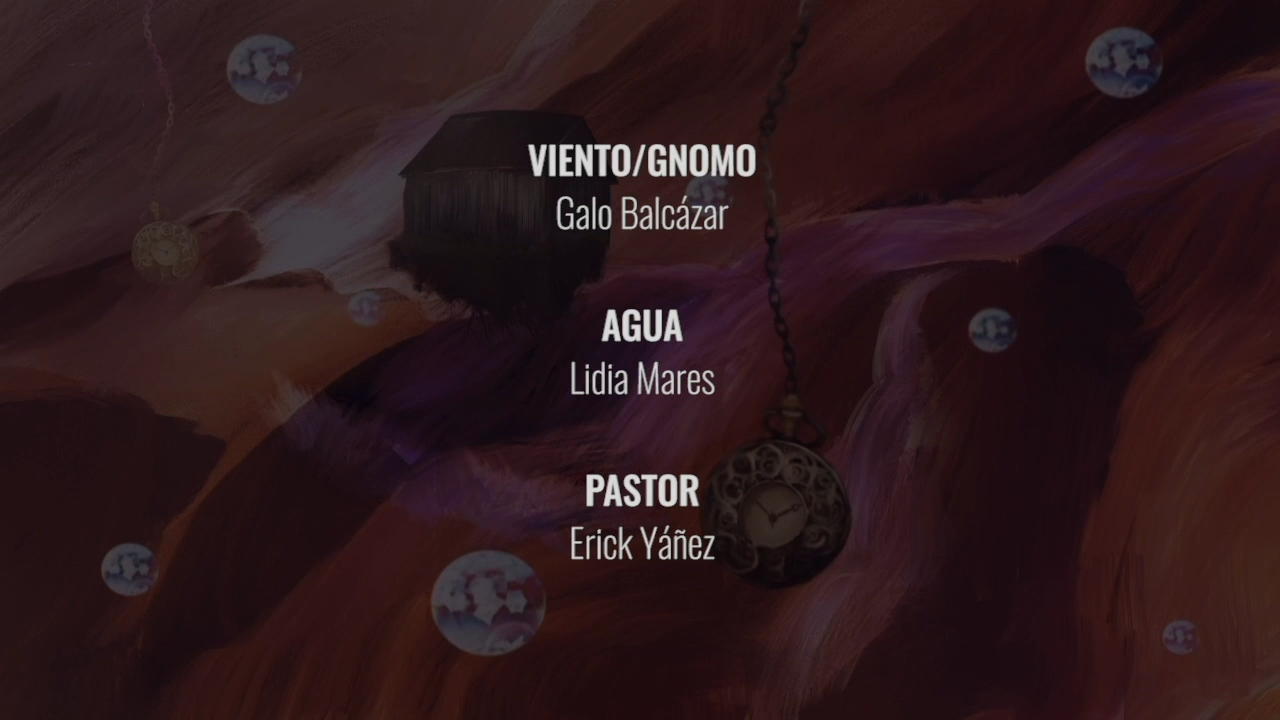 VIENTO/GNOMO
Galo Balcázar
AGUA
Lidia Mares
PASTOR
Erick Yáñez